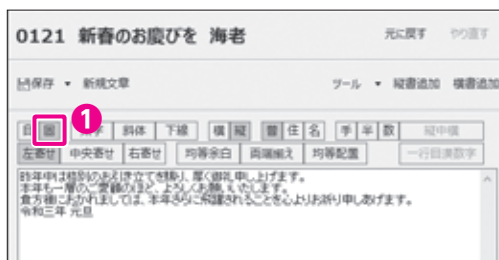 0121 新春のお慶びを 海老
元に戻す やり直す
保存 ▼ 新規文章
ツール ▼ 縦書追加 横書追加
1
斜体 下線 横 縦 住 名 手 半 数 縦中横
左寄せ 中央寄せ 右寄せ 均等余白 両端揃え 均等配置 一行目漢数字
昨年中は格別のお引き立てを賜り、厚く御礼申し上げます。
本年も一層のご愛顧のほど、よろしくお願いいたします。
貴方様におかれましては、本年さらに飛躍されることを心よりお祈り申しあげます。
令和三年 元旦